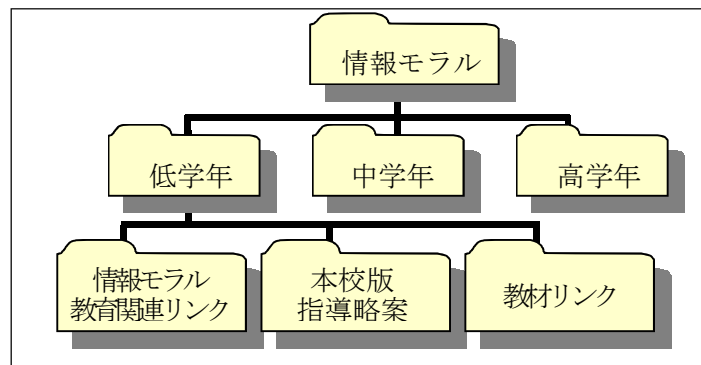 情報モラル
低学年
中学年
高学年
情報モラル
教育関連リンク
本校版
指導略案
教材リンク